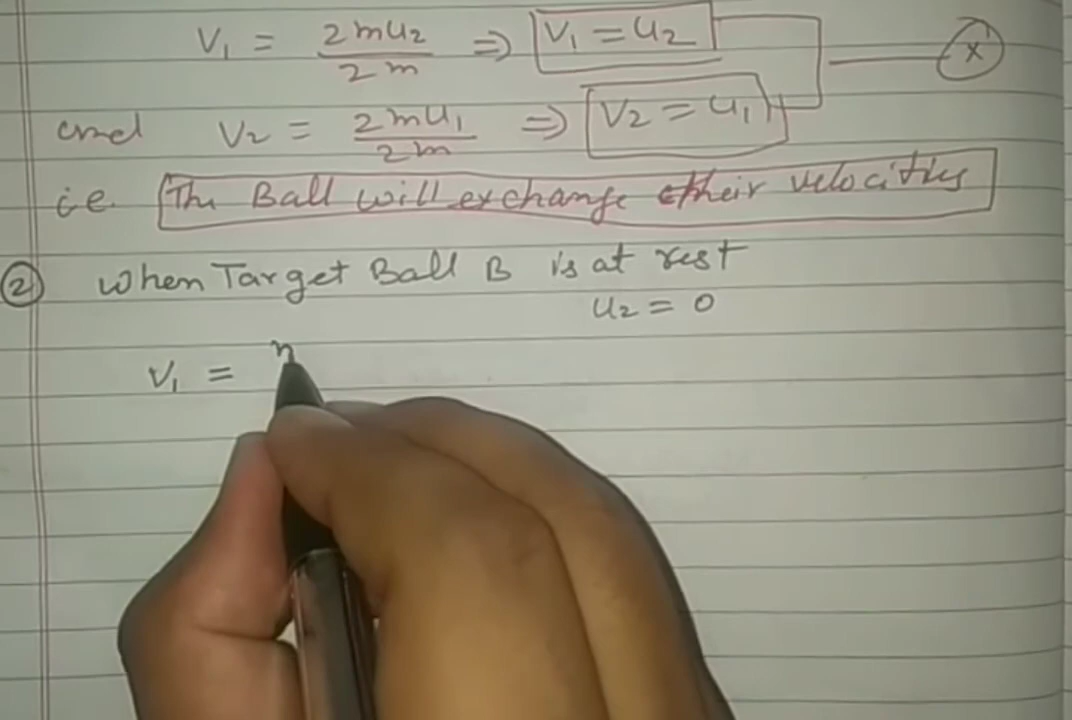 V₁ = 2mu₂/2m ⇒ V₁ = u₂ (x)
and V₂ = 2mu₁/2m ⇒ V₂ = u₁
i.e. The Ball will exchange their velocities
② When Target Ball B is at rest
u₂ = 0
V₁ = m